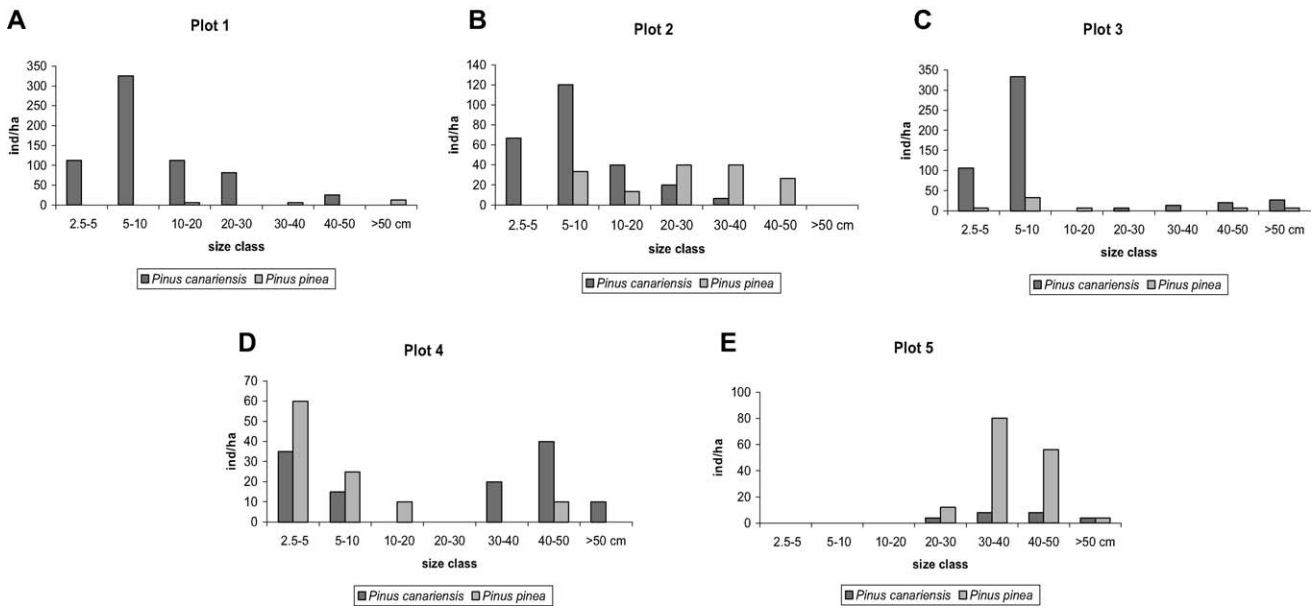 A
Plot 1
ind/ha
350
300
250
200
150
100
50
0
2.5-5 5-10 10-20 20-30 30-40 40-50 >50 cm
size class
Pinus canariensis Pinus pinea
B
Plot 2
ind/ha
140
120
100
80
60
40
20
0
2.5-5 5-10 10-20 20-30 30-40 40-50 >50 cm
size class
Pinus canariensis Pinus pinea
C
Plot 3
ind/ha
350
300
250
200
150
100
50
0
2.5-5 5-10 10-20 20-30 30-40 40-50 >50 cm
size class
Pinus canariensis Pinus pinea
D
Plot 4
ind/ha
70
60
50
40
30
20
10
0
2.5-5 5-10 10-20 20-30 30-40 40-50 >50 cm
size class
Pinus canariensis Pinus pinea
E
Plot 5
ind/ha
100
80
60
40
20
0
2.5-5 5-10 10-20 20-30 30-40 40-50 >50 cm
size class
Pinus canariensis Pinus pinea